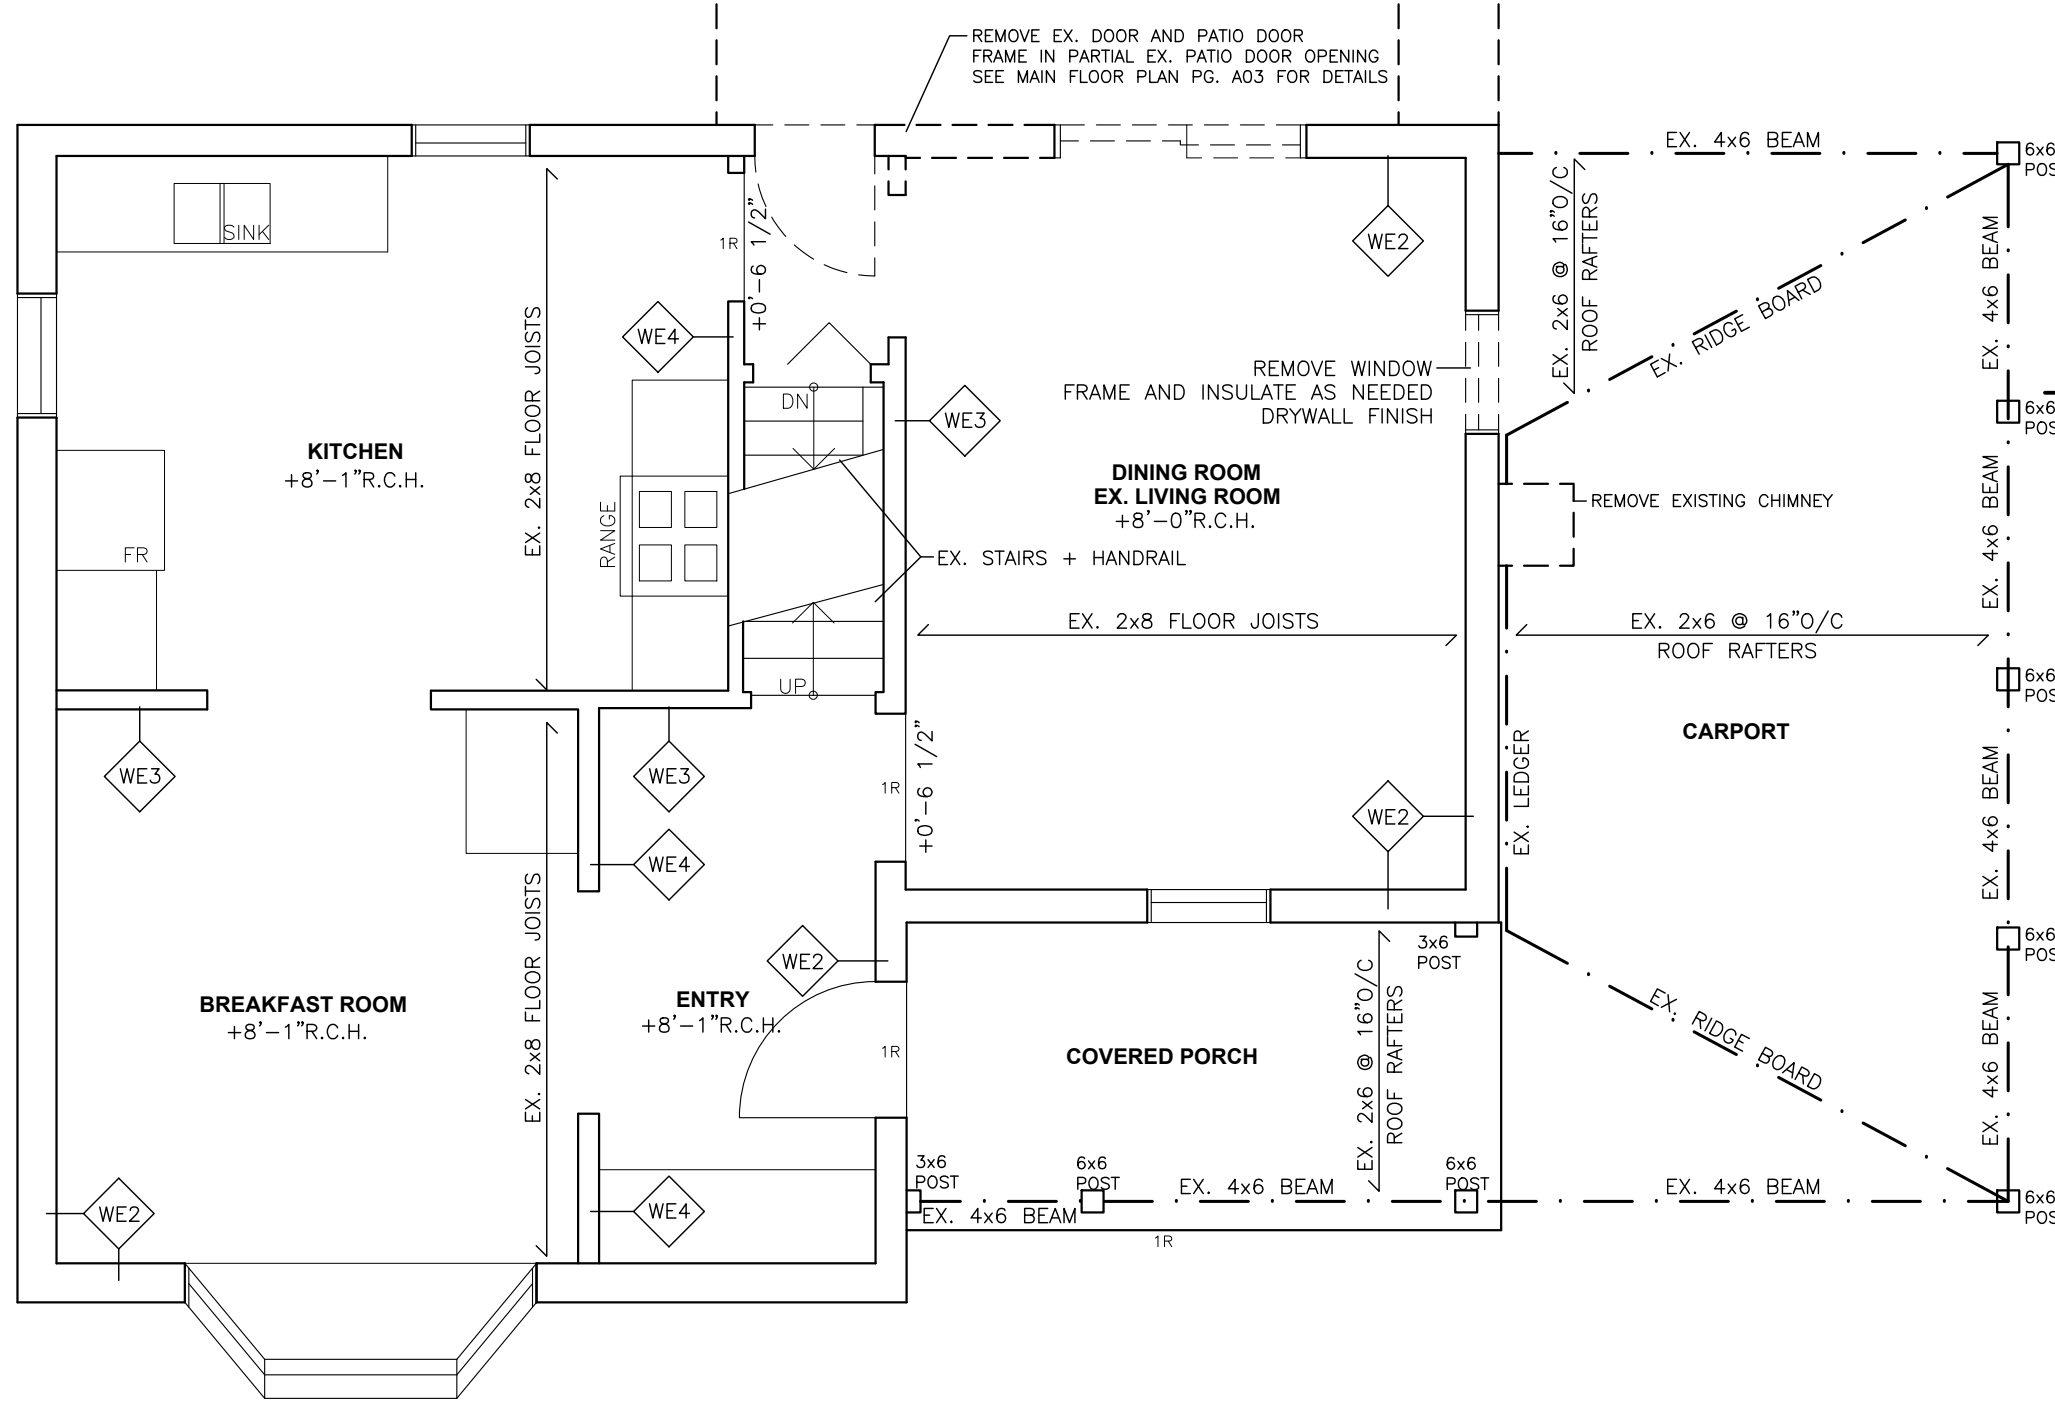 REMOVE EX. DOOR AND PATIO DOOR
FRAME IN PARTIAL EX. PATIO DOOR OPENING
SEE MAIN FLOOR PLAN PG. A03 FOR DETAILS
EX. 4x6 BEAM
6x6
SINK
1R
+0'-6 1/2"
WE2
EX. 2x6 @ 16"O/C
ROOF RAFTERS
EX. 4x6 BEAM
EX. RIDGE BOARD
WE4
EX. 2x8 FLOOR JOISTS
REMOVE WINDOW
FRAME AND INSULATE AS NEEDED
DRYWALL FINISH
DN
WE3
6x6
KITCHEN
+8'-1"R.C.H.
DINING ROOM
EX. LIVING ROOM
+8'-0"R.C.H.
REMOVE EXISTING CHIMNEY
EX. 4x6 BEAM
RANGE
FR
EX. STAIRS + HANDRAIL
EX. 2x8 FLOOR JOISTS
EX. 2x6 @ 16"O/C
ROOF RAFTERS
UP
6x6
CARPORT
WE3
WE3
1R
+0'-6 1/2"
EX. LEDGER
EX. 4x6 BEAM
WE2
WE4
EX. 2x8 FLOOR JOISTS
WE2
3x6
POST
6x6
BREAKFAST ROOM
+8'-1"R.C.H.
ENTRY
+8'-1"R.C.H.
1R
COVERED PORCH
EX. 2x6 @ 16"O/C
ROOF RAFTERS
EX. RIDGE BOARD
EX. 4x6 BEAM
3x6
POST
6x6
POST
6x6
POST
EX. 4x6 BEAM
EX. 4x6 BEAM
6x6
WE2
WE4
EX. 4x6 BEAM
1R